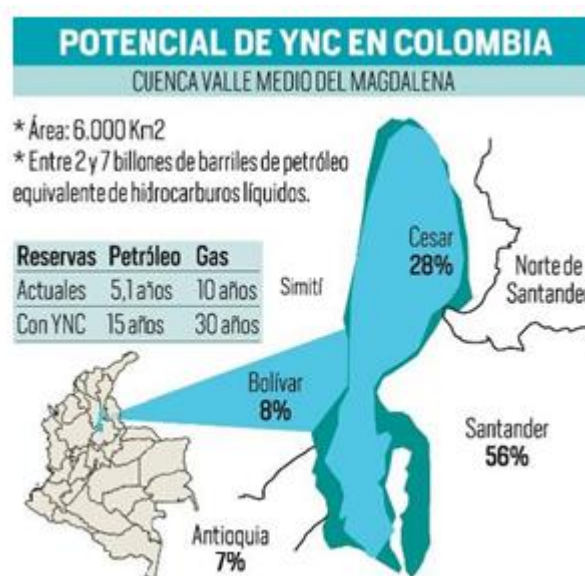 POTENCIAL DE YNC EN COLOMBIA
CUENCA VALLE MEDIO DEL MAGDALENA
* Área: 6.000 Km2
* Entre 2 y 7 billones de barriles de petróleo
equivalente de hidrocarburos líquidos.
Reservas Petróleo Gas
Actuales 5,1 años 10 años
Con YNC 15 años 30 años
Simití
Cesar
28%
Norte de
Santander
Bolívar
8%
Santander
56%
Antioquia
7%